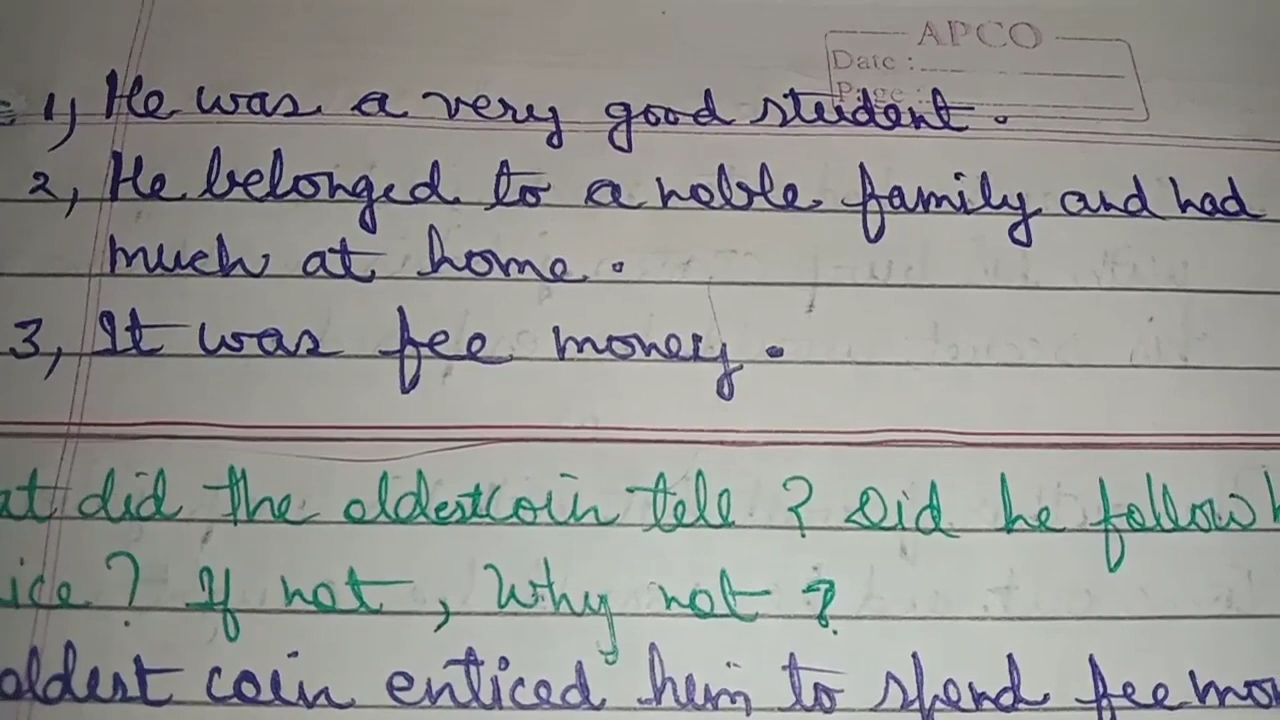 APCO
Date :
Page :
1, He was a very good student.
2, He belonged to a noble family and had
much at home.
3, It was fee money.
at did the oldest coin tell ? Did he follow h
ice ? If not , Why not ?
oldest coin enticed him to spend fee mo